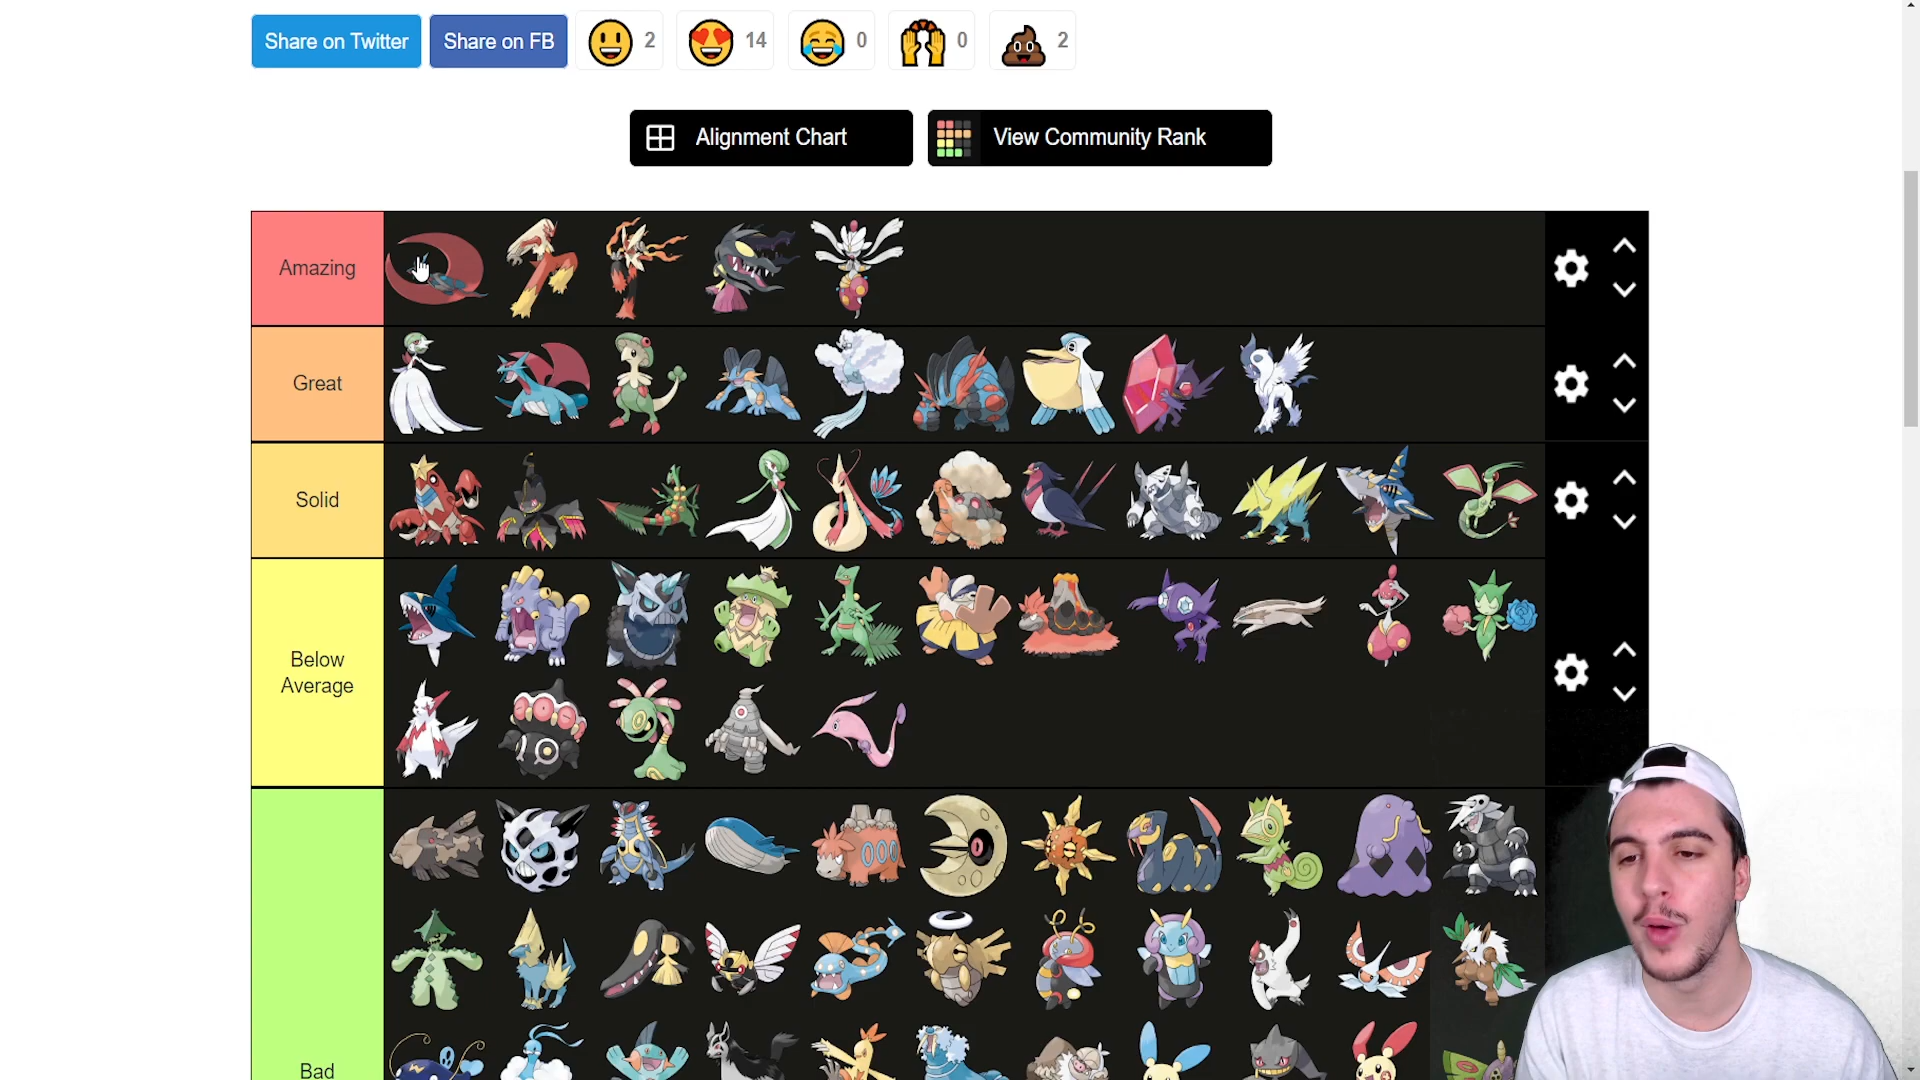 Share on Twitter
Share on FB
2
14
0
0
2
Alignment Chart
View Community Rank
Amazing
Great
Solid
Below
Average
Bad